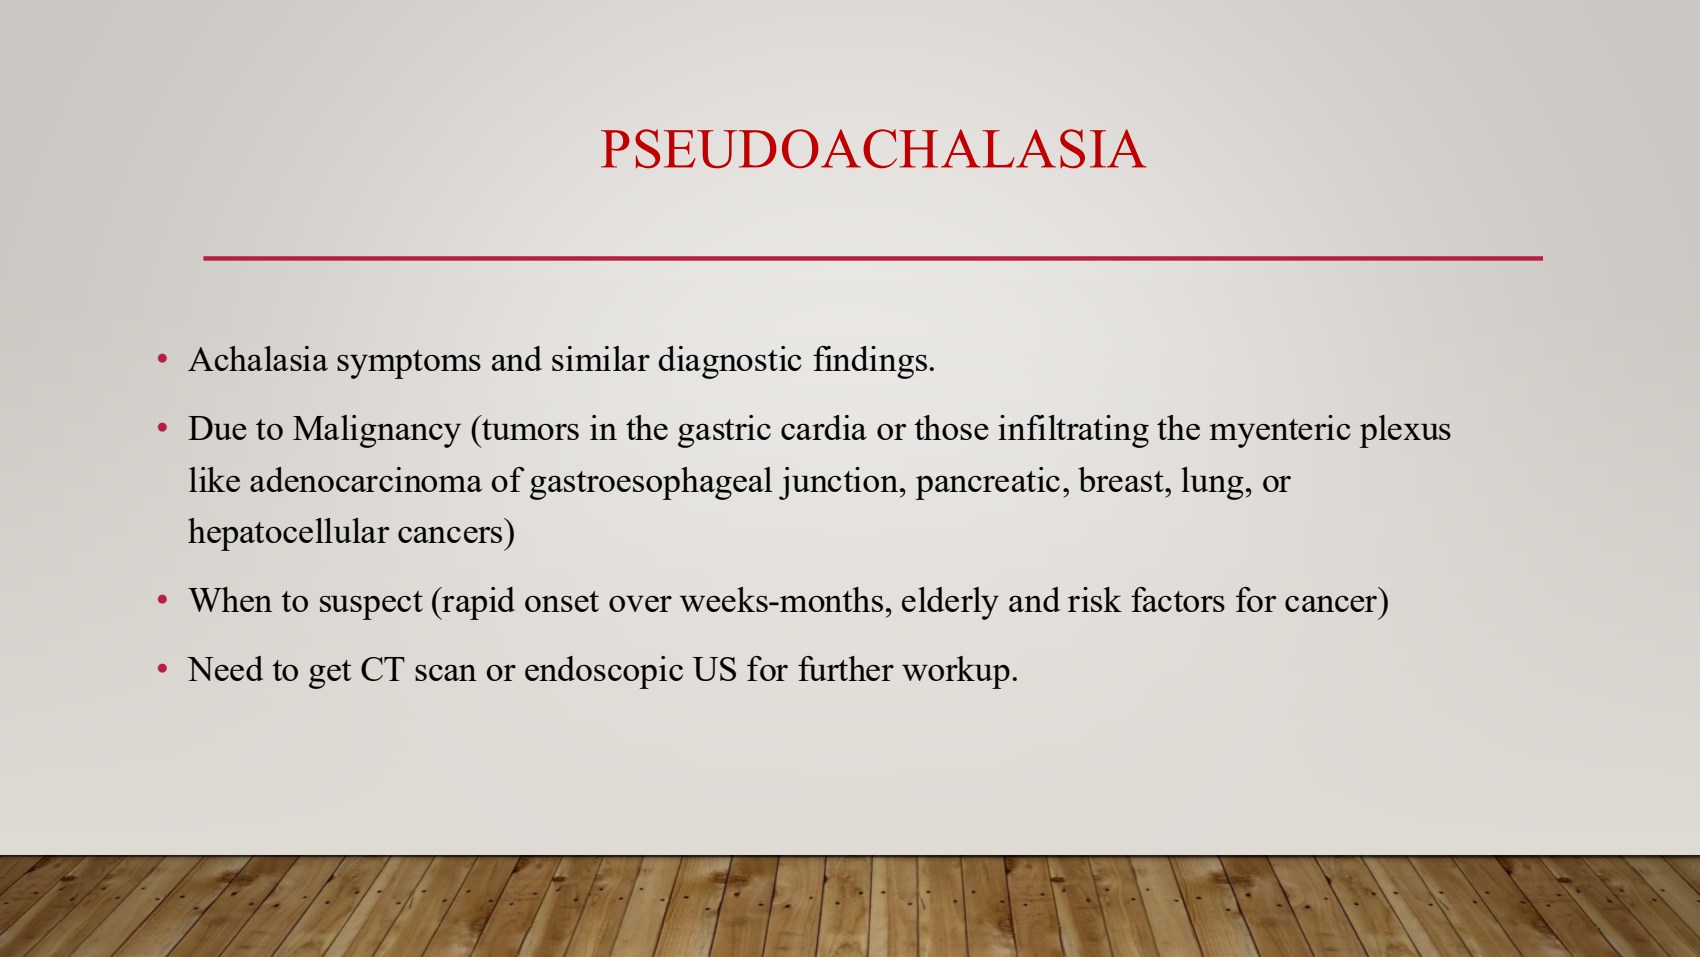 PSEUDOACHALASIA
• Achalasia symptoms and similar diagnostic findings.
• Due to Malignancy (tumors in the gastric cardia or those infiltrating the myenteric plexus
like adenocarcinoma of gastroesophageal junction, pancreatic, breast, lung, or
hepatocellular cancers)
• When to suspect (rapid onset over weeks-months, elderly and risk factors for cancer)
• Need to get CT scan or endoscopic US for further workup.